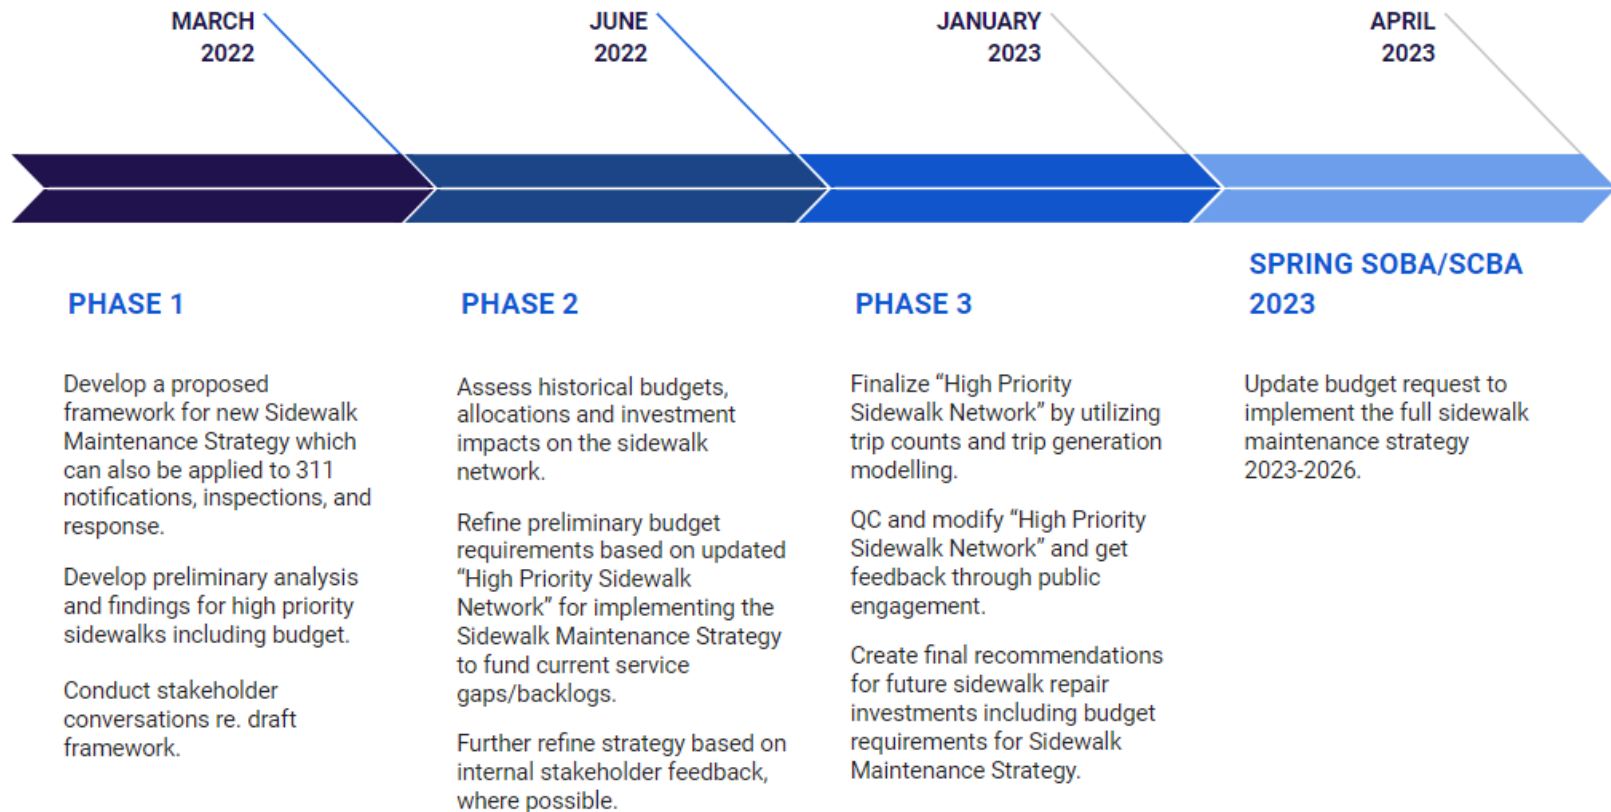 MARCH
2022
JUNE
2022
JANUARY
2023
APRIL
2023
PHASE 1
Develop a proposed
framework for new Sidewalk
Maintenance Strategy which
can also be applied to 311
notifications, inspections, and
response.
Develop preliminary analysis
and findings for high priority
sidewalks including budget.
Conduct stakeholder
conversations re. draft
framework.
PHASE 2
Assess historical budgets,
allocations and investment
impacts on the sidewalk
network.
Refine preliminary budget
requirements based on updated
“High Priority Sidewalk
Network” for implementing the
Sidewalk Maintenance Strategy
to fund current service
gaps/backlogs.
Further refine strategy based on
internal stakeholder feedback,
where possible.
PHASE 3
Finalize “High Priority
Sidewalk Network” by utilizing
trip counts and trip generation
modelling.
QC and modify “High Priority
Sidewalk Network” and get
feedback through public
engagement.
Create final recommendations
for future sidewalk repair
investments including budget
requirements for Sidewalk
Maintenance Strategy.
SPRING SOBA/SCBA
2023
Update budget request to
implement the full sidewalk
maintenance strategy
2023-2026.